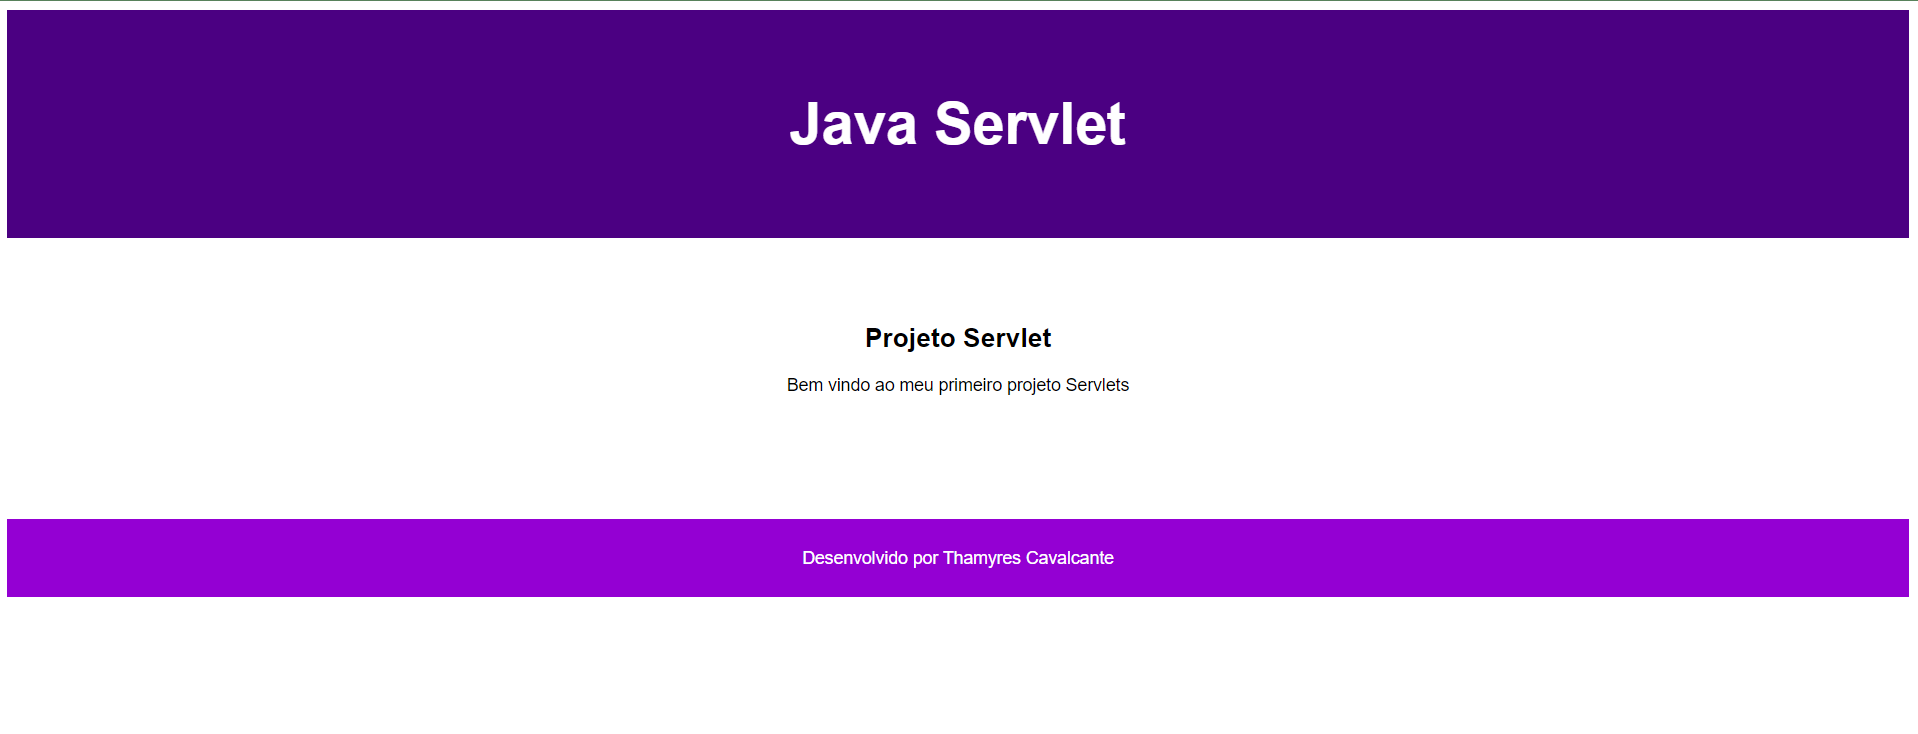 Java Servlet
Projeto Servlet
Bem vindo ao meu primeiro projeto Servlets
Desenvolvido por Thamyres Cavalcante